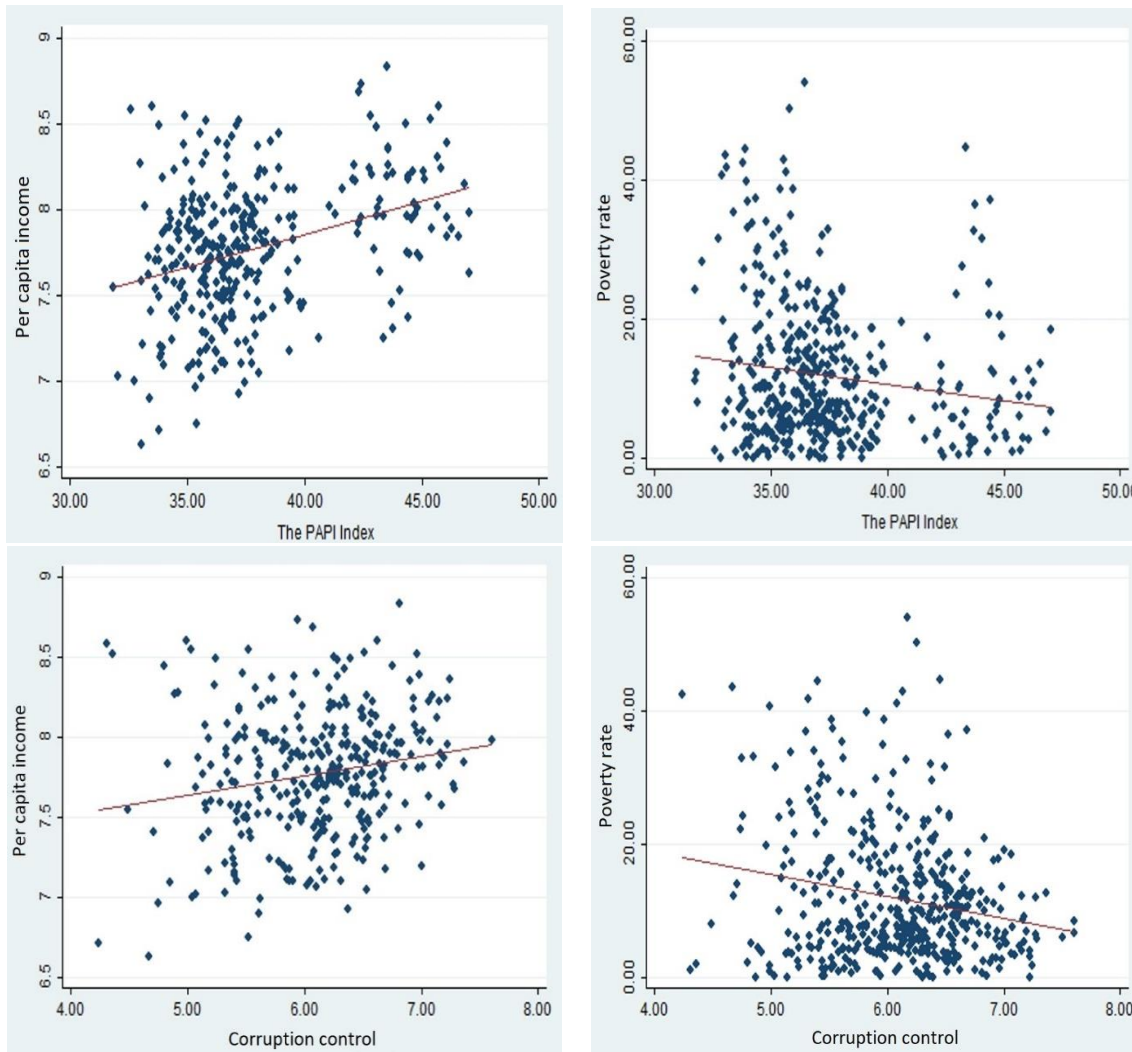 Per capita income
9
8.5
8
7.5
7
6.5
30.00 35.00 40.00 45.00 50.00
The PAPI Index
Poverty rate
60.00
40.00
20.00
0.00
30.00 35.00 40.00 45.00 50.00
The PAPI Index
Per capita income
9
8.5
8
7.5
7
6.5
4.00 5.00 6.00 7.00 8.00
Corruption control
Poverty rate
60.00
40.00
20.00
0.00
4.00 5.00 6.00 7.00 8.00
Corruption control